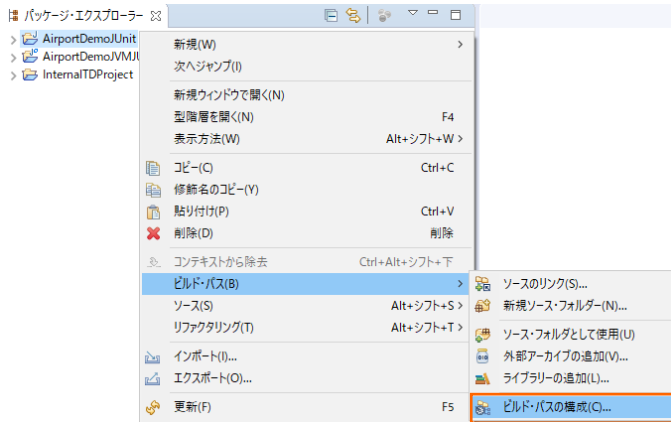 パッケージ・エクスプローラー
AirportDemoJUnit
AirportDemoJVMJU
InternalTDProject
新規(W)
次へジャンプ(I)
新規ウィンドウで開く(N)
型階層を開く(N) F4
表示方法(W) Alt+シフト+W
コピー(C) Ctrl+C
修飾名のコピー(Y)
貼り付け(P) Ctrl+V
削除(D) 削除
コンテキストから除去 Ctrl+Alt+シフト+下
ビルド・パス(B)
ソース(S) Alt+シフト+S
リファクタリング(T) Alt+シフト+T
インポート(I)...
エクスポート(O)...
更新(F) F5
ソースのリンク(S)...
新規ソース・フォルダー(N)...
ソース・フォルダとして使用(U)
外部アーカイブの追加(V)...
ライブラリーの追加(L)...
ビルド・パスの構成(C)...